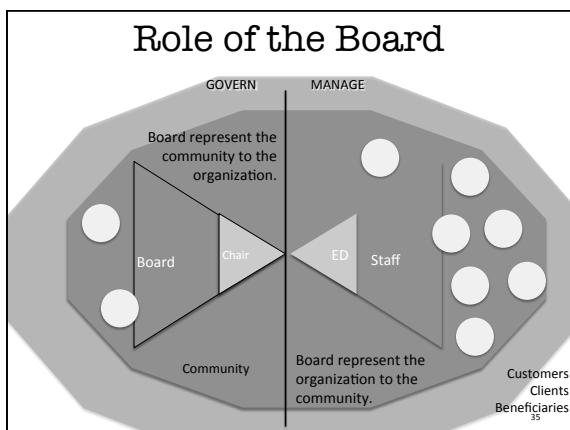 Role of the Board
GOVERN
MANAGE
Board represent the
community to the
organization.
Board
Chair
ED
Staff
Community
Board represent the
organization to the
community.
Customers
Clients
Beneficiaries
35